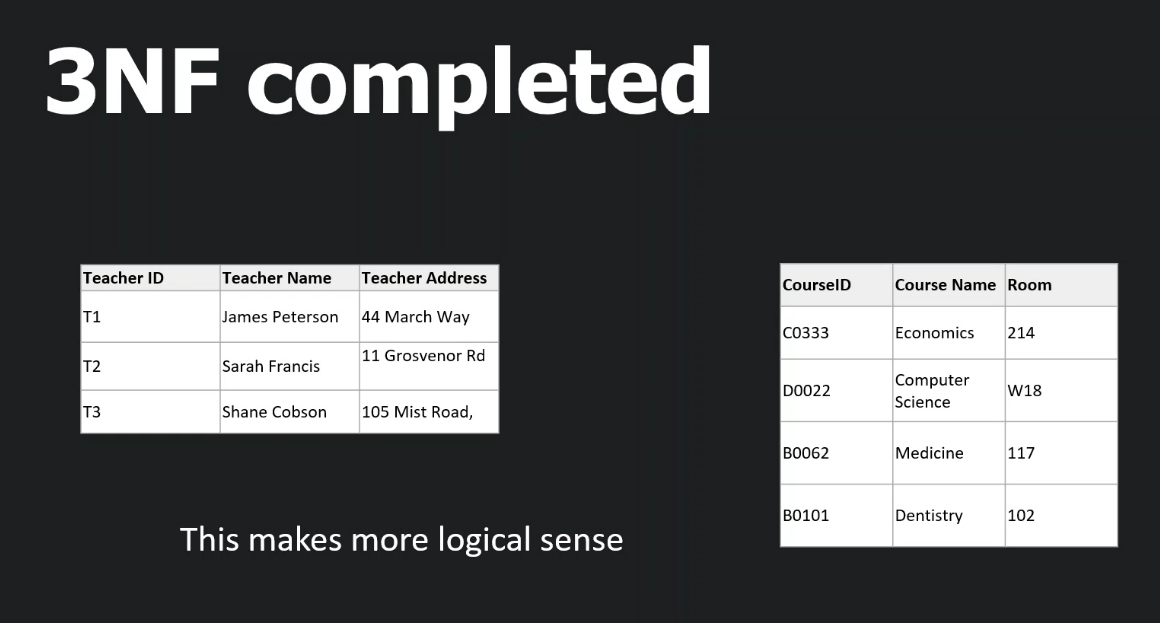 3NF completed
Teacher ID Teacher Name Teacher Address
T1 James Peterson 44 March Way
T2 Sarah Francis 11 Grosvenor Rd
T3 Shane Cobson 105 Mist Road,
CourseID Course Name Room
C0333 Economics 214
D0022 Computer Science W18
B0062 Medicine 117
B0101 Dentistry 102
This makes more logical sense